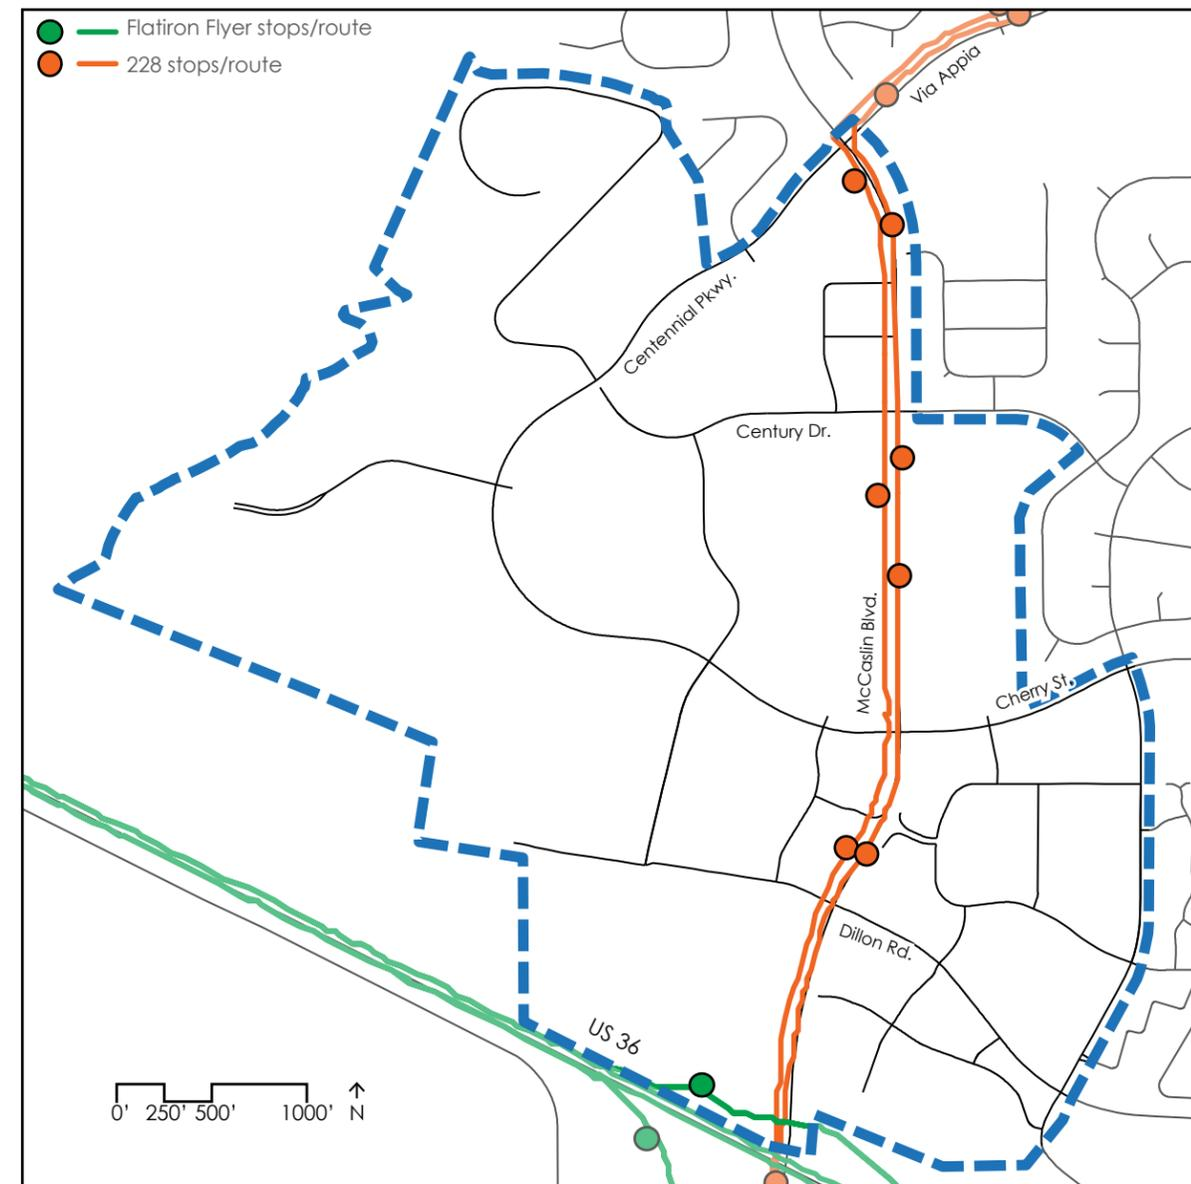 Flatiron Flyer stops/route
228 stops/route
Via Appia
Centennial Pkwy.
Century Dr.
McCaslin Blvd.
Cherry St.
Dillon Rd.
US 36
0' 250' 500' 1000' N